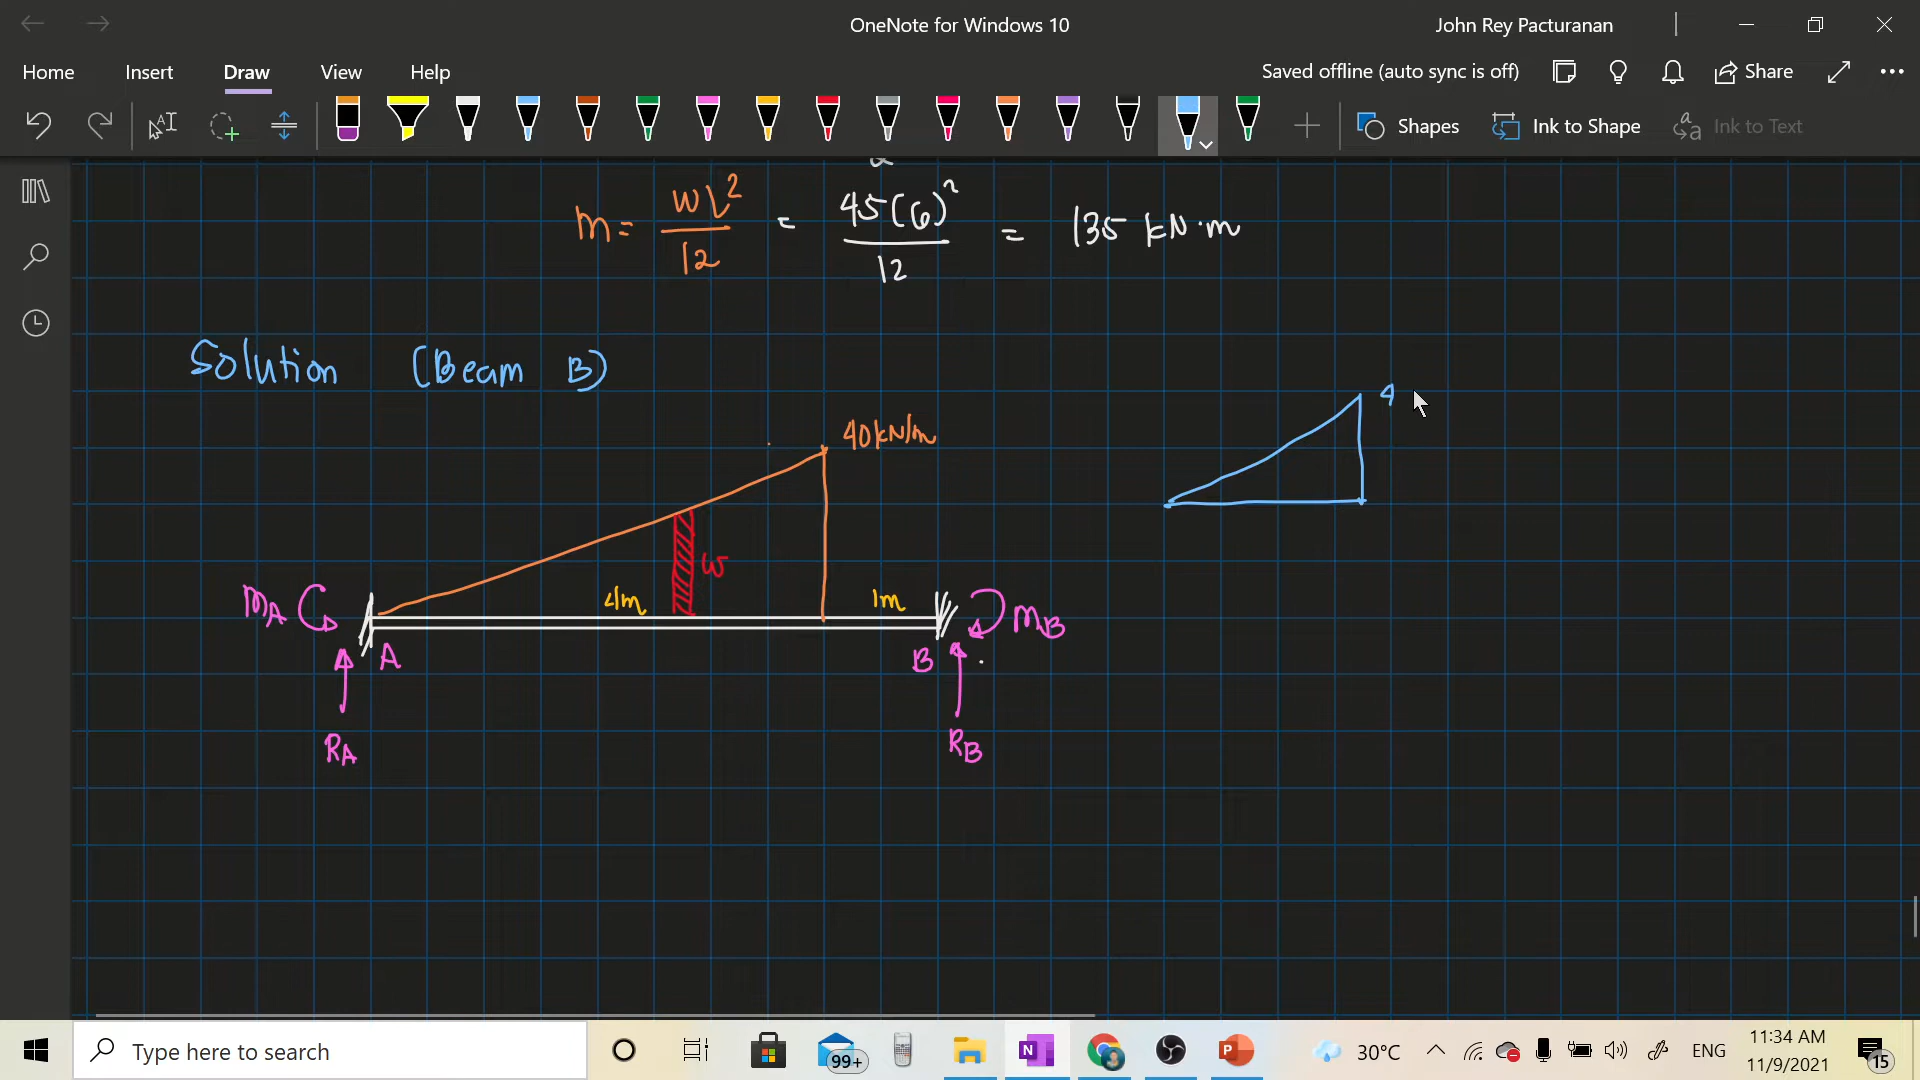 OneNote for Windows 10
John Rey Pacturanan
Home Insert Draw View Help
Saved offline (auto sync is off) Share
Shapes Ink to Shape Ink to Text
m = WL² / 12 = 45(6)² / 12 = 135 kN·m
Solution (Beam B)
4
40kN/m
W
4m 1m
MA MB
A B
RA RB
Type here to search
99+
30°C ENG
11:34 AM
11/9/2021
15